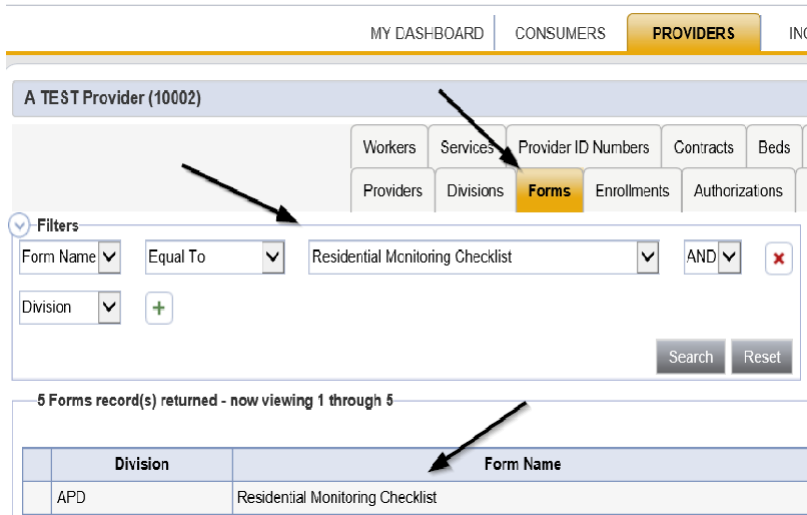 MY DASHBOARD CONSUMERS PROVIDERS
A TEST Provider (10002)
Workers Services Provider ID Numbers Contracts Beds
Providers Divisions Forms Enrollments Authorizations
Filters
Form Name Equal To Residential Monitoring Checklist AND
Division
Search Reset
5 Forms record(s) returned - now viewing 1 through 5
Division Form Name
APD Residential Monitoring Checklist